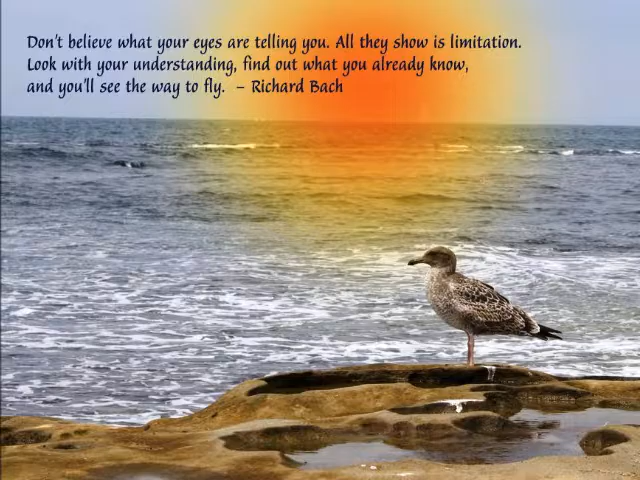 Don't believe what your eyes are telling you. All they show is limitation.
Look with your understanding, find out what you already know,
and you'll see the way to fly. – Richard Bach